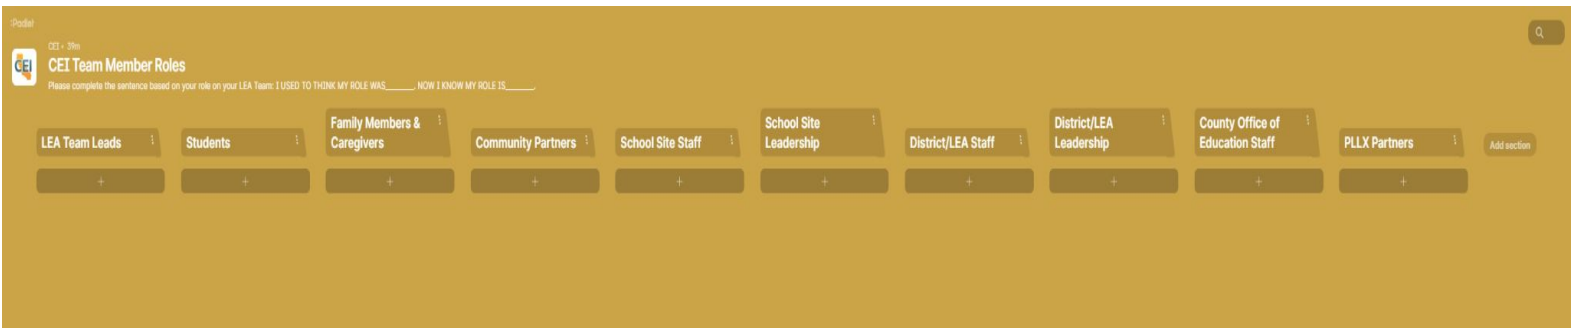 :Padlet
CEI • 39m
CEI
CEI Team Member Roles
Please complete the sentence based on your role on your LEA Team: I USED TO THINK MY ROLE WAS______, NOW I KNOW MY ROLE IS______.
LEA Team Leads
Students
Family Members &
Caregivers
Community Partners
School Site Staff
School Site
Leadership
District/LEA Staff
District/LEA
Leadership
County Office of
Education Staff
PLLX Partners
Add section